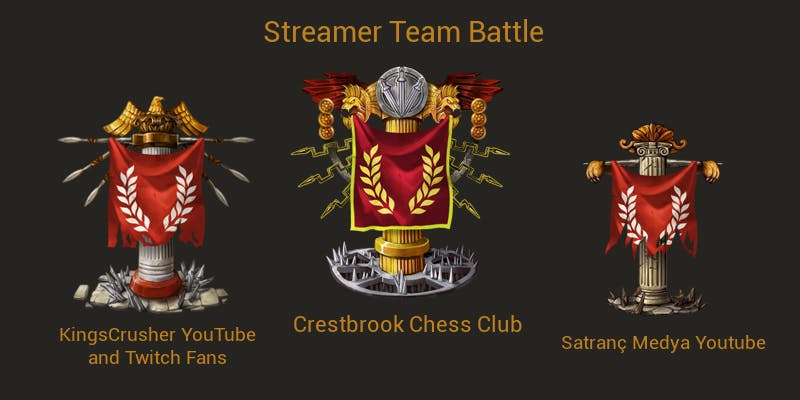 Streamer Team Battle
KingsCrusher YouTube
and Twitch Fans
Crestbrook Chess Club
Satranç Medya Youtube